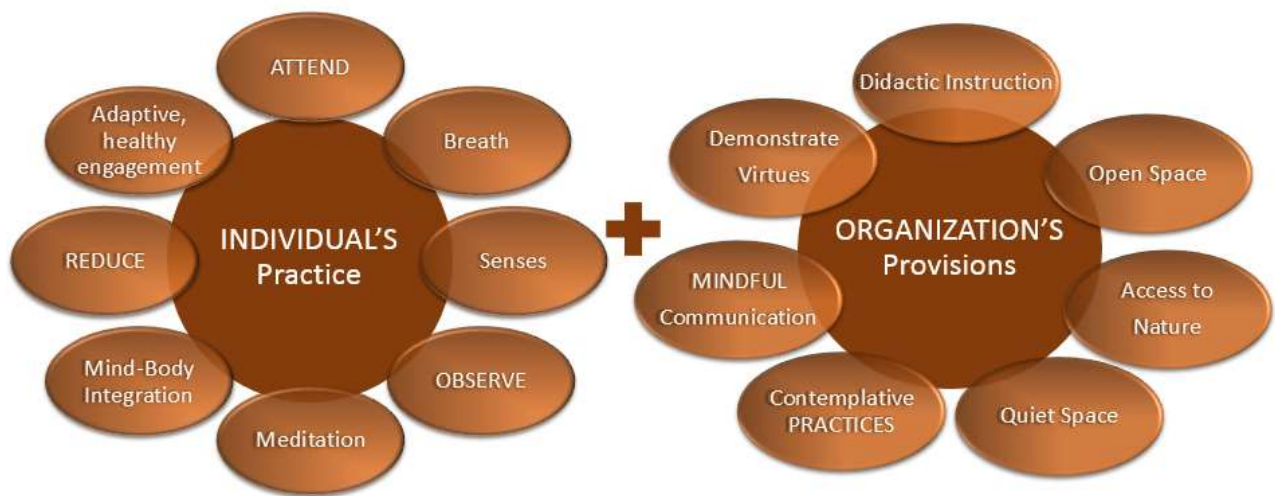 INDIVIDUAL'S
Practice
ATTEND
Breath
Senses
OBSERVE
Meditation
Mind-Body
Integration
REDUCE
Adaptive,
healthy
engagement
ORGANIZATION'S
Provisions
Didactic Instruction
Open Space
Access to
Nature
Quiet Space
Contemplative
PRACTICES
MINDFUL
Communication
Demonstrate
Virtues